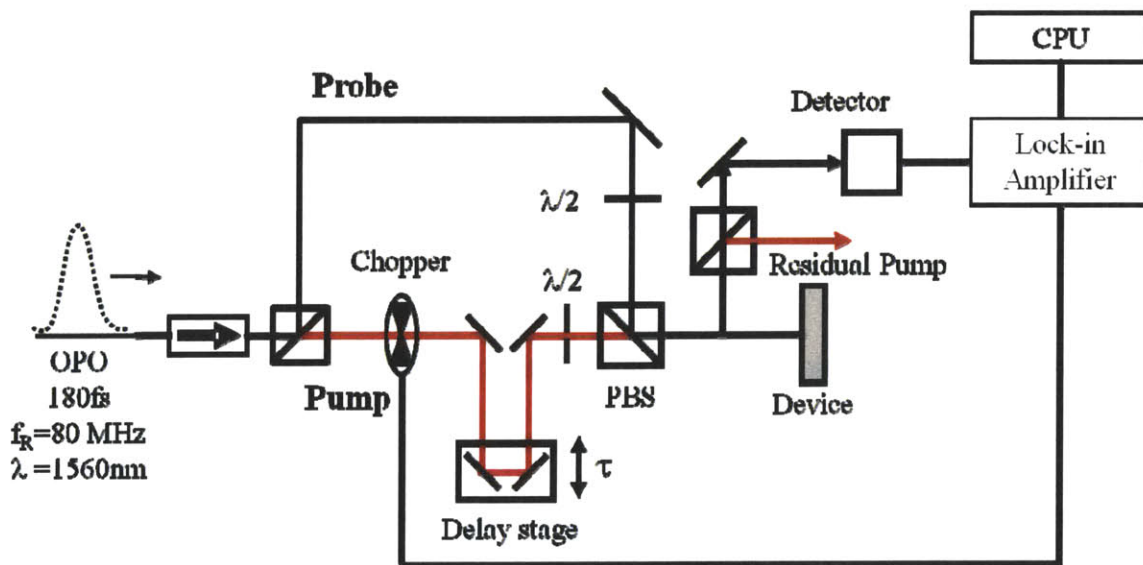 CPU
Probe
Detector
Lock-in
Amplifier
λ/2
Chopper
λ/2
Residual Pump
OPO
180fs
f_R=80 MHz
λ =1560nm
Pump
PBS
Device
τ
Delay stage